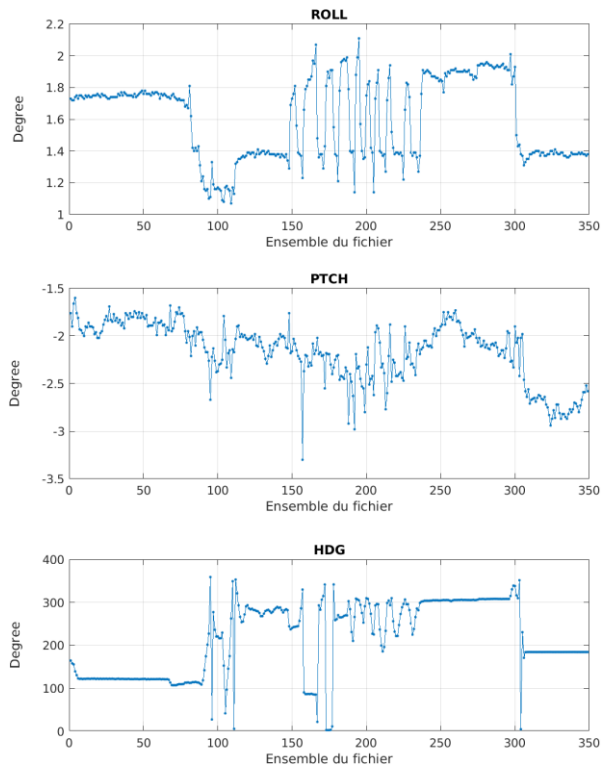 ROLL
2.2
2
1.8
1.6
1.4
1.2
1
Degree
0 50 100 150 200 250 300 350
Ensemble du fichier
PTCH
-1.5
-2
-2.5
-3
-3.5
Degree
0 50 100 150 200 250 300 350
Ensemble du fichier
HDG
400
300
200
100
0
Degree
0 50 100 150 200 250 300 350
Ensemble du fichier